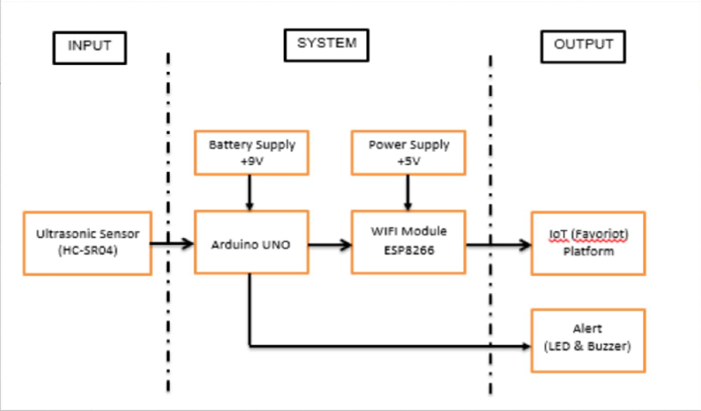 INPUT
SYSTEM
OUTPUT
Battery Supply
+9V
Power Supply
+5V
Ultrasonic Sensor
(HC-SR04)
Arduino UNO
WIFI Module
ESP8266
IoT (Favoriot)
Platform
Alert
(LED & Buzzer)